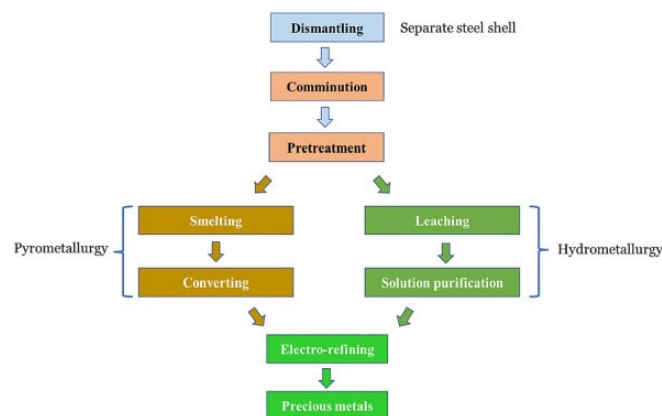 Dismantling
Separate steel shell
Comminution
Pretreatment
Smelting
Leaching
Pyrometallurgy
Hydrometallurgy
Converting
Solution purification
Electro-refining
Precious metals